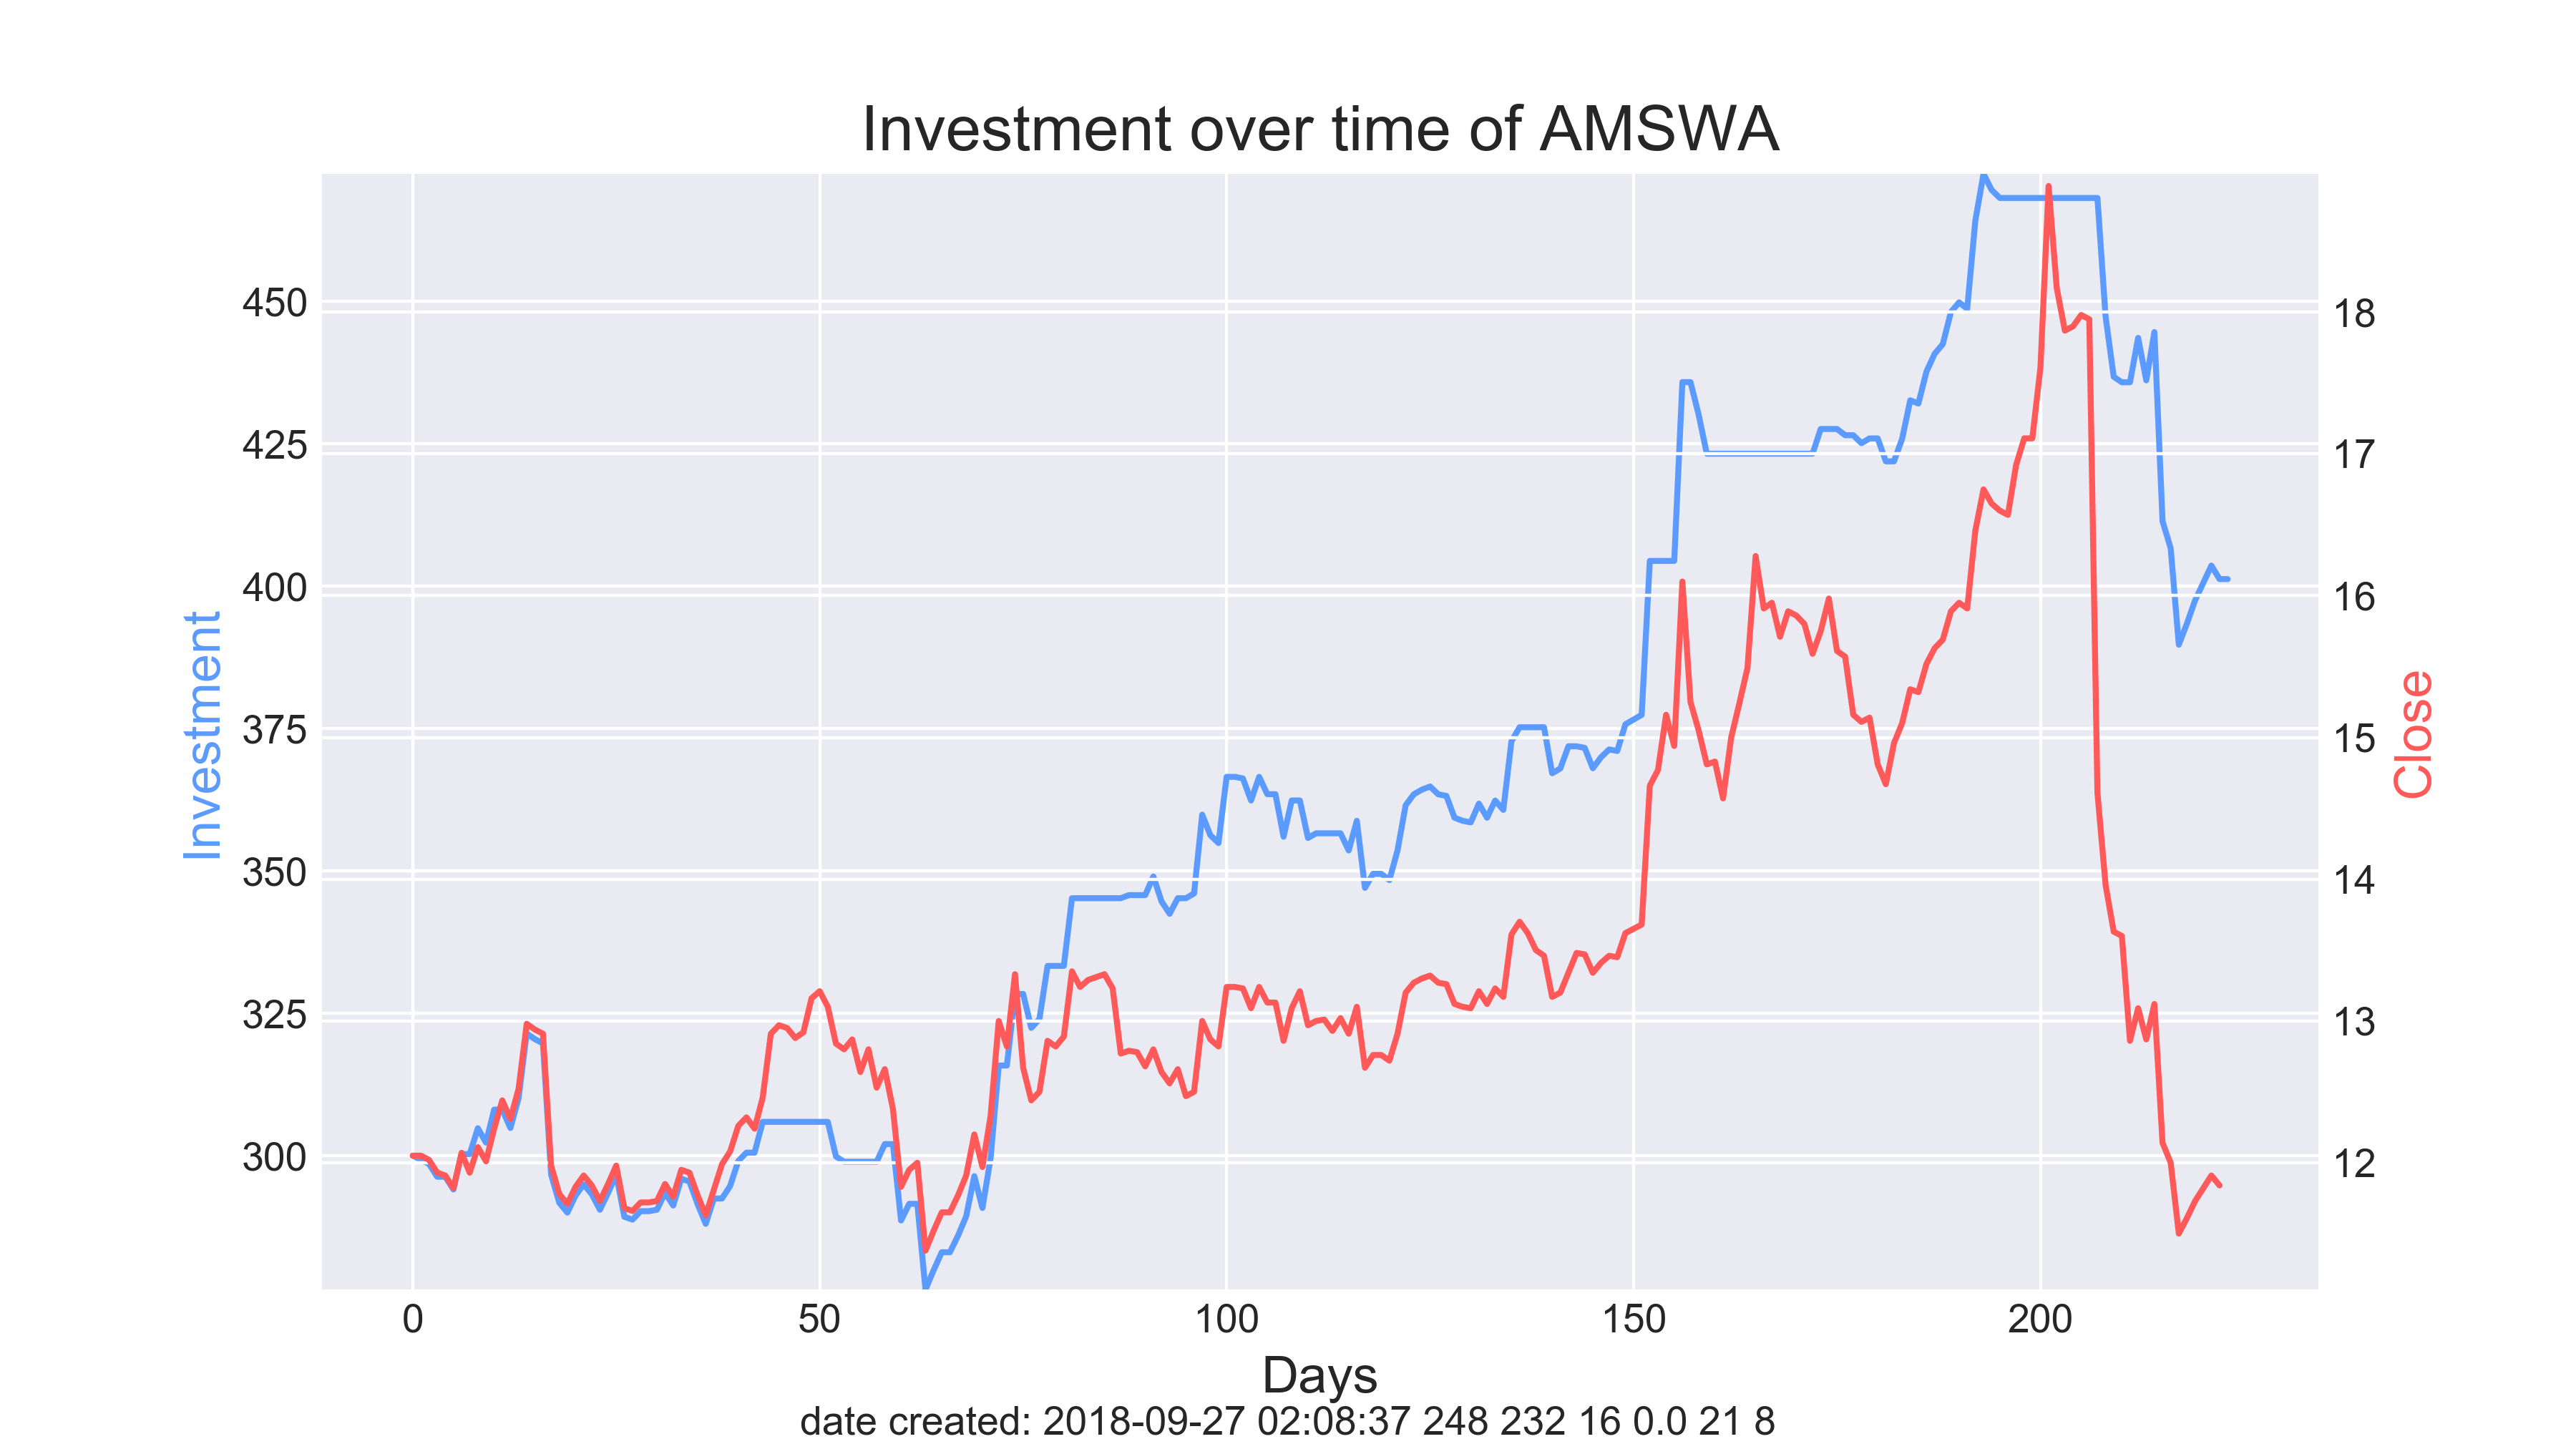 Investment over time of AMSWA
450
425
400
375
350
325
300
Investment
18
17
16
15
14
13
12
Close
0 50 100 150 200
Days
date created: 2018-09-27 02:08:37 248 232 16 0.0 21 8